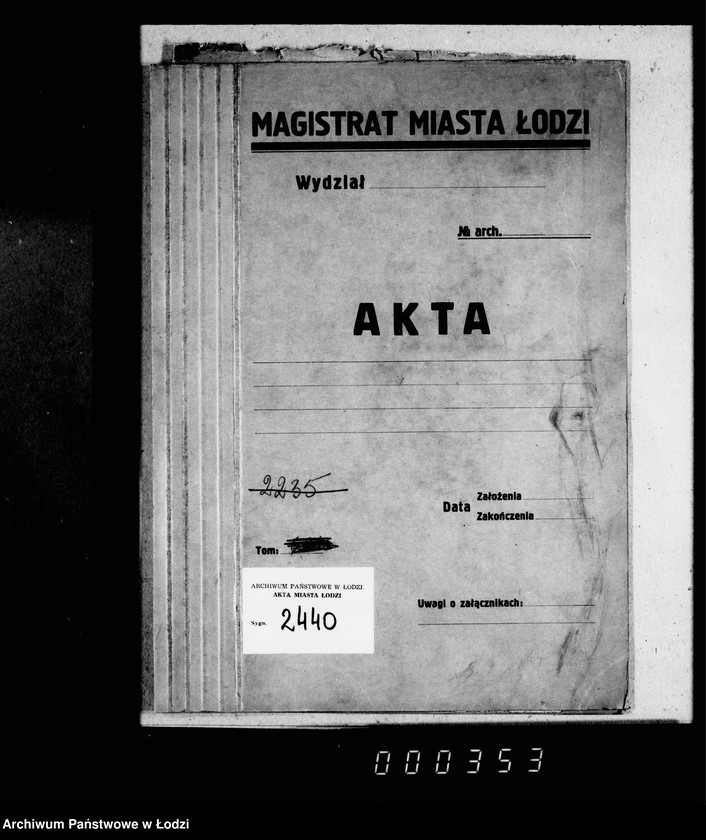 MAGISTRAT MIASTA ŁODZI
Wydział
№ arch.
AKTA
2235
Data Założenia
Zakończenia
Tom:
ARCHIWUM PAŃSTWOWE W ŁODZI
AKTA MIASTA ŁODZI
Sygn. 2440
Uwagi o załącznikach:
000353
Archiwum Państwowe w Łodzi